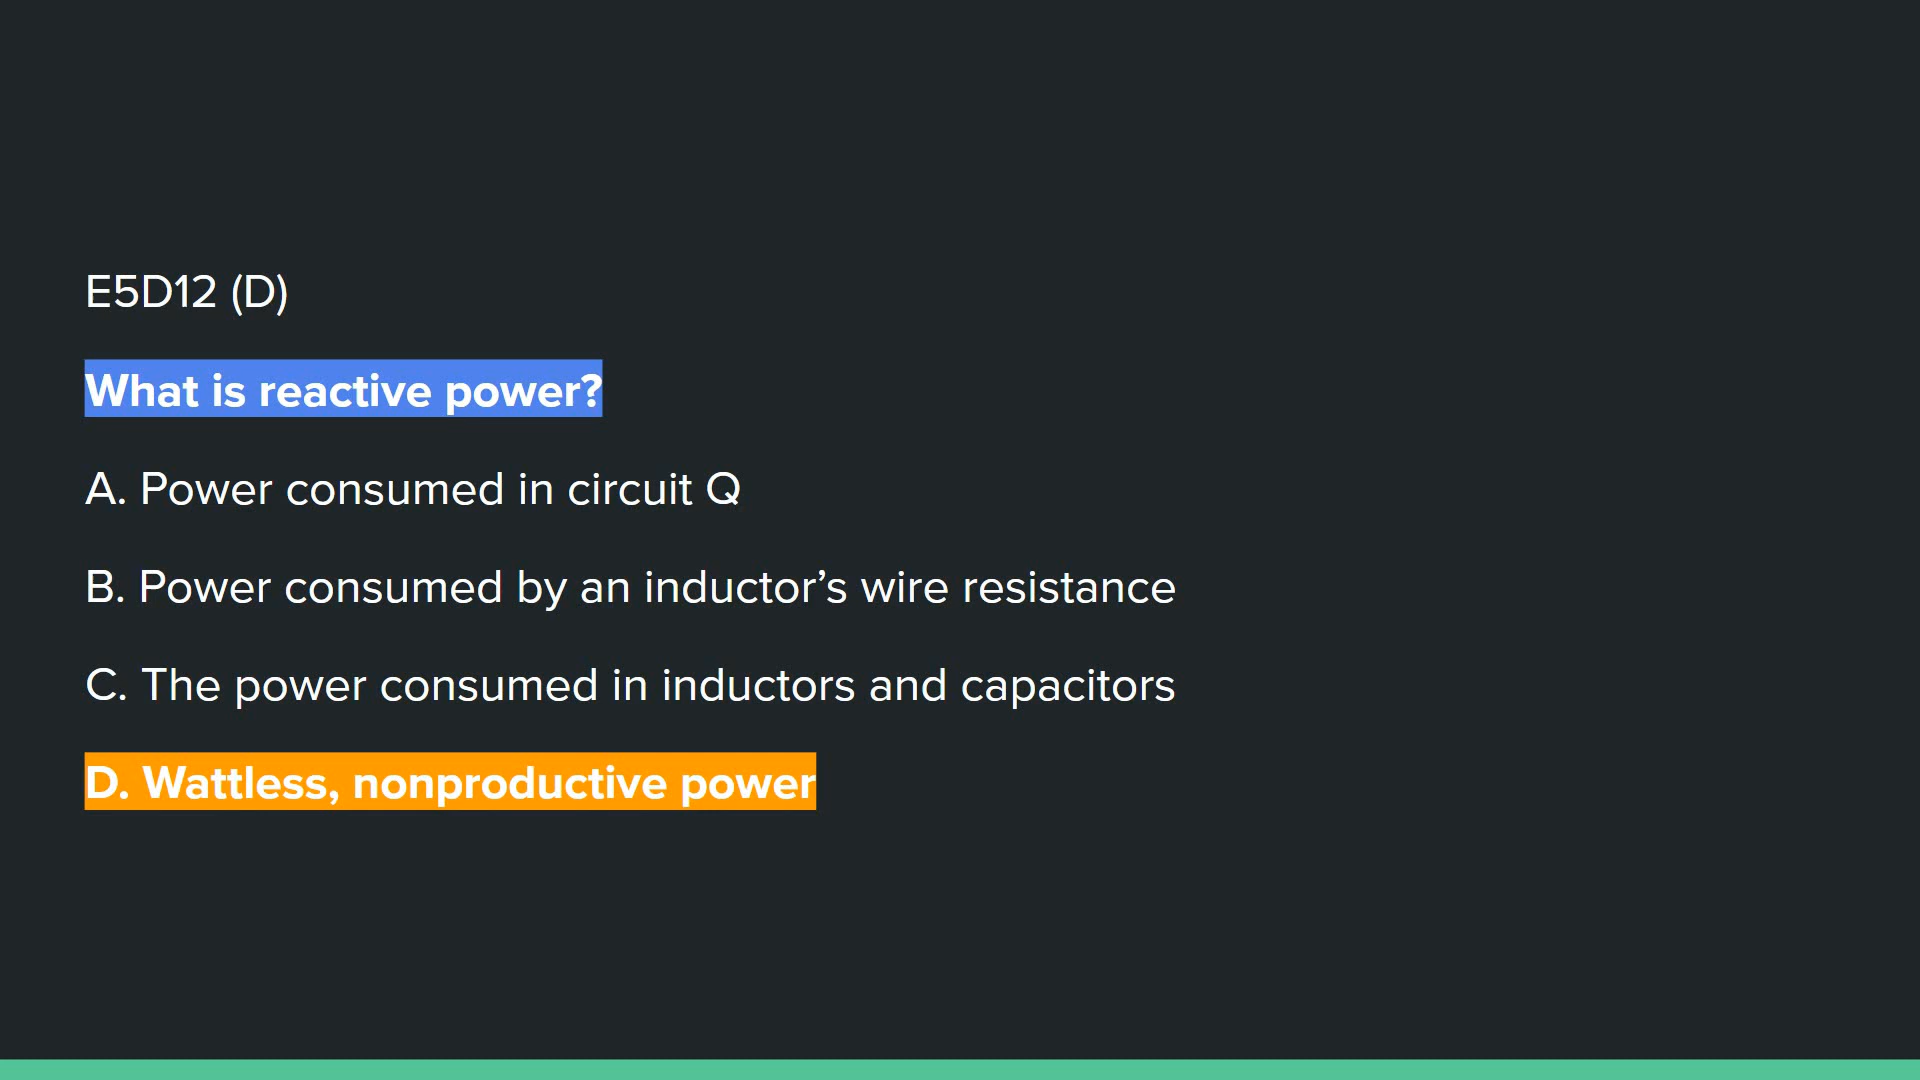 E5D12 (D)
What is reactive power?
A. Power consumed in circuit Q
B. Power consumed by an inductor’s wire resistance
C. The power consumed in inductors and capacitors
D. Wattless, nonproductive power